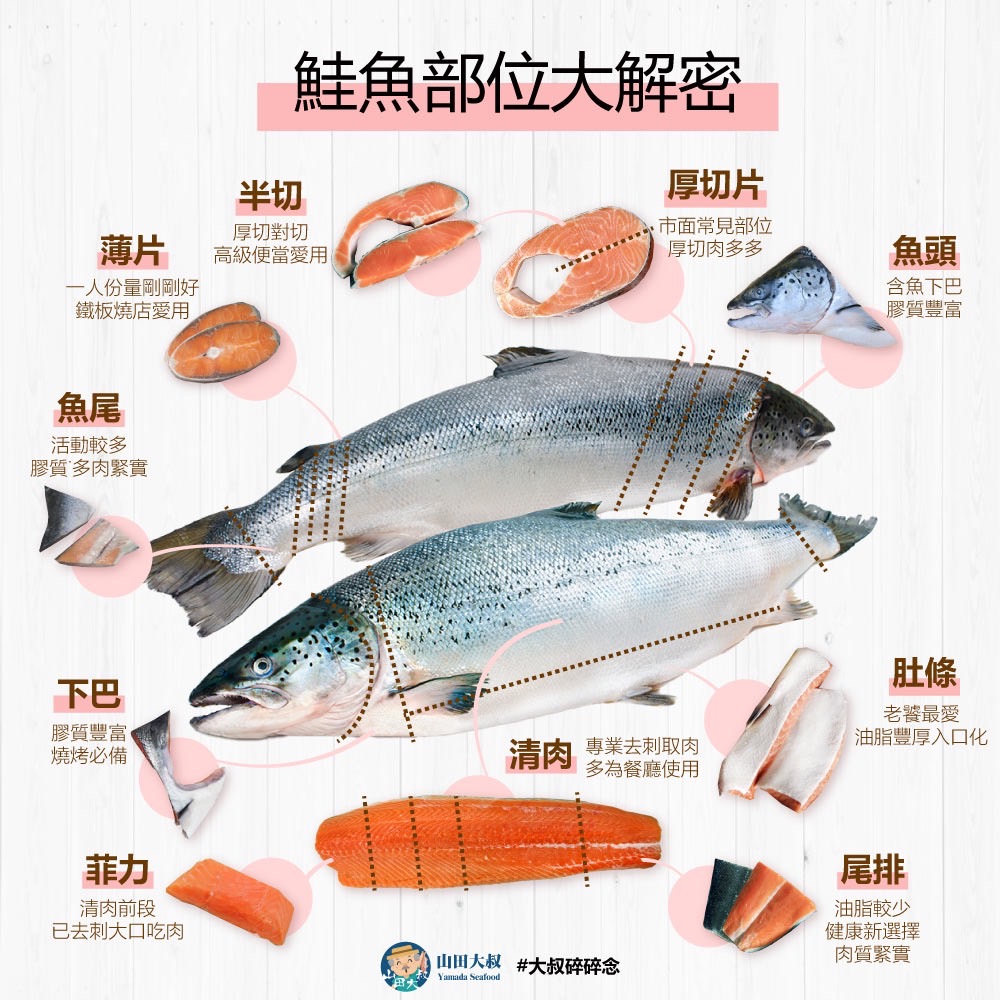 鮭魚部位大解密
半切
厚切對切
高級便當愛用
厚切片
市面常見部位
厚切肉多多
薄片
一人份量剛剛好
鐵板燒店愛用
魚頭
含魚下巴
膠質豐富
魚尾
活動較多
膠質多肉緊實
下巴
膠質豐富
燒烤必備
肚條
老饕最愛
油脂豐厚入口化
清肉
專業去刺取肉
多為餐廳使用
菲力
清肉前段
已去刺大口吃肉
尾排
油脂較少
健康新選擇
肉質緊實
山田大叔
山田大叔
Yamada Seafood
#大叔碎碎念